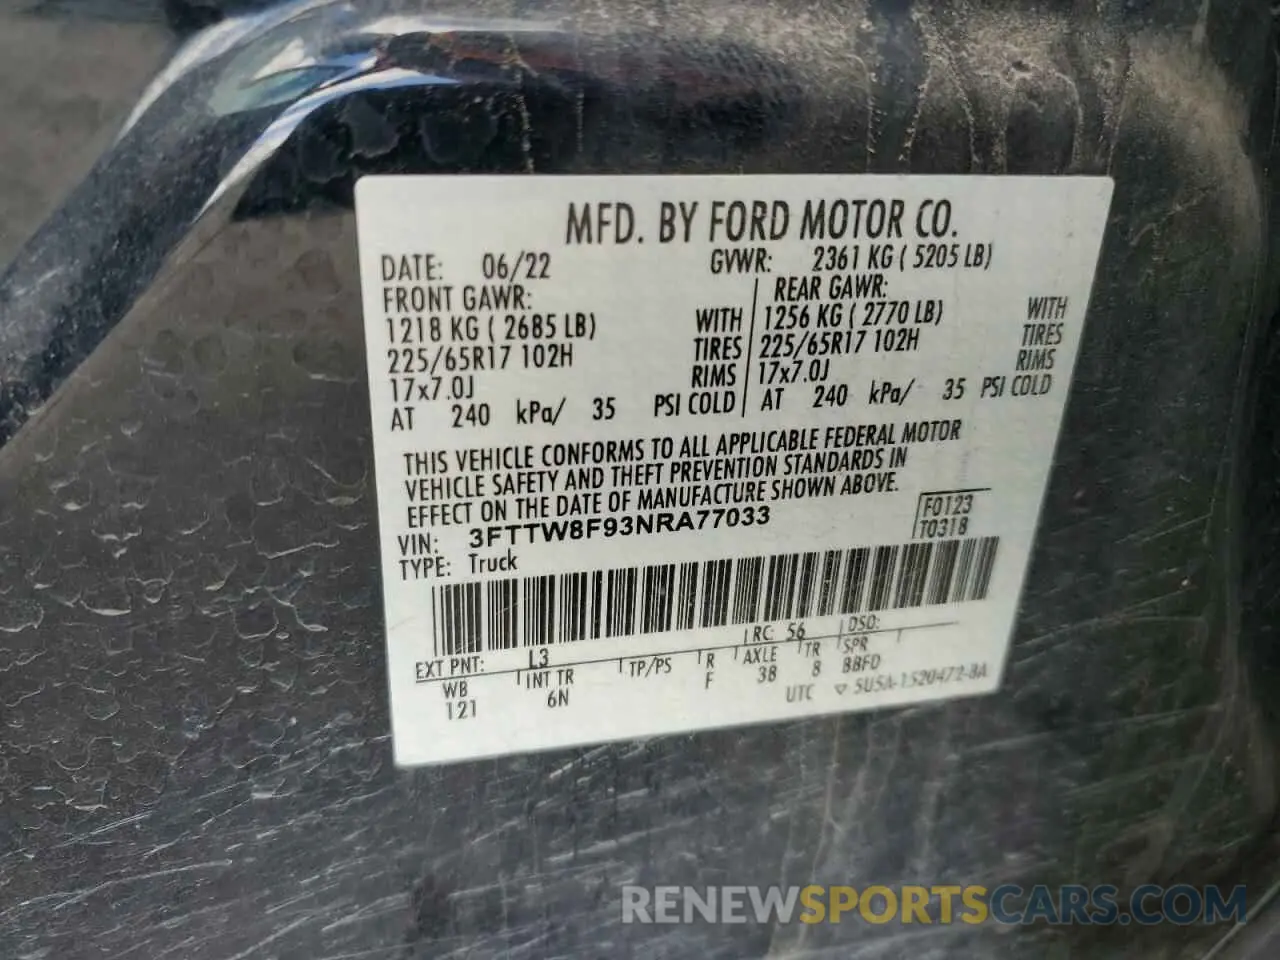 MFD. BY FORD MOTOR CO.
DATE: 06/22 GVWR: 2361 KG ( 5205 LB)
FRONT GAWR: REAR GAWR:
1218 KG ( 2685 LB) WITH 1256 KG ( 2770 LB) WITH
225/65R17 102H TIRES 225/65R17 102H TIRES
17x7.0J RIMS 17x7.0J RIMS
AT 240 kPa/ 35 PSI COLD AT 240 kPa/ 35 PSI COLD
THIS VEHICLE CONFORMS TO ALL APPLICABLE FEDERAL MOTOR
VEHICLE SAFETY AND THEFT PREVENTION STANDARDS IN
EFFECT ON THE DATE OF MANUFACTURE SHOWN ABOVE.
VIN: 3FTTW8F93NRA77033 F0123
TYPE: Truck T0318
EXT PNT: L3 RC: 56 DSO:
WB INT TR TP/PS R AXLE TR SPR
121 6N F 38 8 BBFD
UTC ▽ 5U5A-1520472-BA
RENEWSPORTSCARS.COM